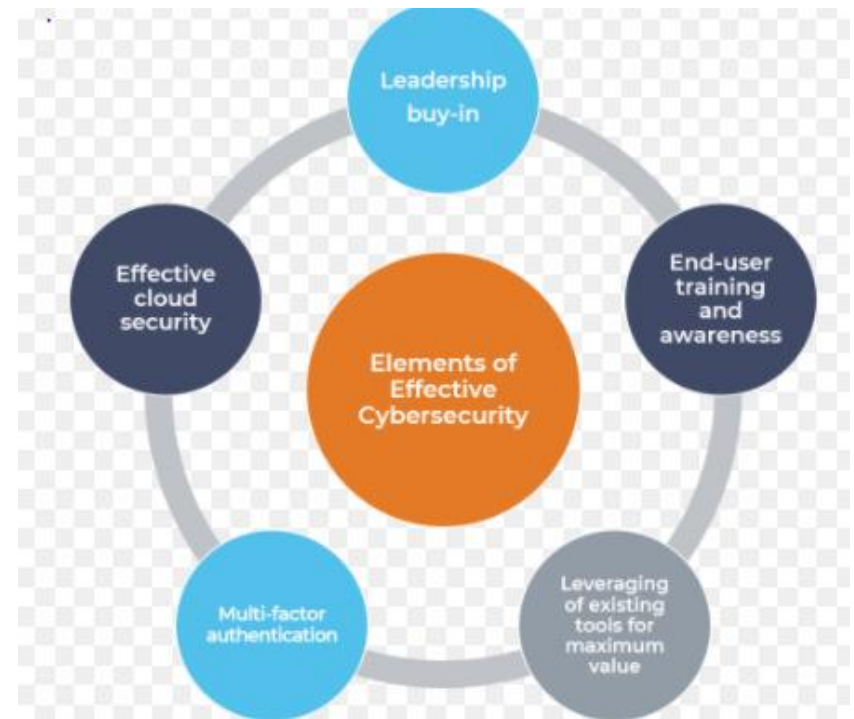 Leadership
buy-in
End-user
training
and
awareness
Effective
cloud
security
Elements of
Effective
Cybersecurity
Leveraging
of existing
tools for
maximum
value
Multi-factor
authentication